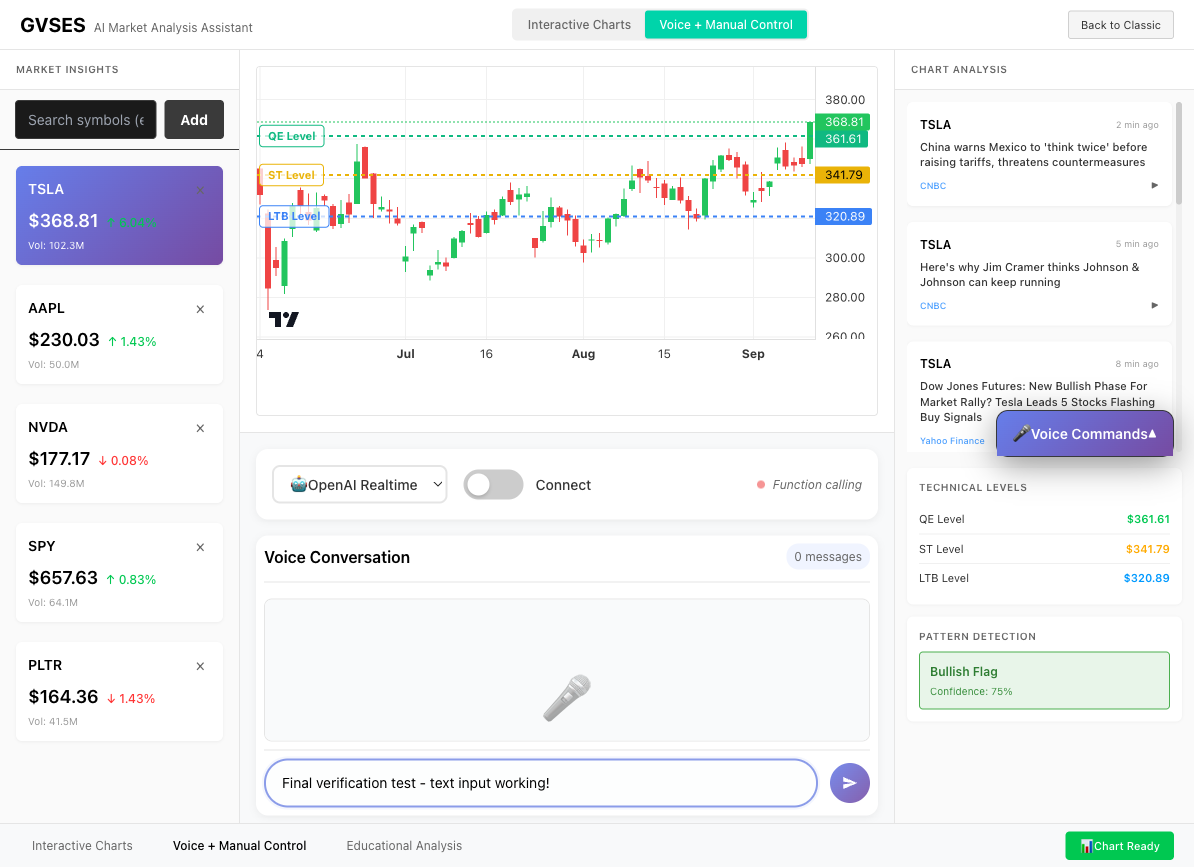 GVSES AI Market Analysis Assistant
Interactive Charts
Voice + Manual Control
Back to Classic
MARKET INSIGHTS
Search symbols (e
Add
TSLA
×
$368.81 ↑ 6.04%
Vol: 102.3M
AAPL
×
$230.03 ↑ 1.43%
Vol: 50.0M
NVDA
×
$177.17 ↓ 0.08%
Vol: 149.8M
SPY
×
$657.63 ↑ 0.83%
Vol: 64.1M
PLTR
×
$164.36 ↓ 1.43%
Vol: 41.5M
QE Level
ST Level
LTB Level
380.00
368.81
361.61
341.79
320.89
300.00
280.00
260.00
4 Jul 16 Aug 15 Sep
🤖OpenAI Realtime
Connect
Function calling
Voice Conversation
0 messages
Final verification test - text input working!
CHART ANALYSIS
TSLA
2 min ago
China warns Mexico to 'think twice' before
raising tariffs, threatens countermeasures
CNBC
▶
TSLA
5 min ago
Here's why Jim Cramer thinks Johnson &
Johnson can keep running
CNBC
▶
TSLA
8 min ago
Dow Jones Futures: New Bullish Phase For
Market Rally? Tesla Leads 5 Stocks Flashing
Buy Signals
Yahoo Finance
🎤Voice Commands▲
TECHNICAL LEVELS
QE Level $361.61
ST Level $341.79
LTB Level $320.89
PATTERN DETECTION
Bullish Flag
Confidence: 75%
Interactive Charts
Voice + Manual Control
Educational Analysis
📊Chart Ready